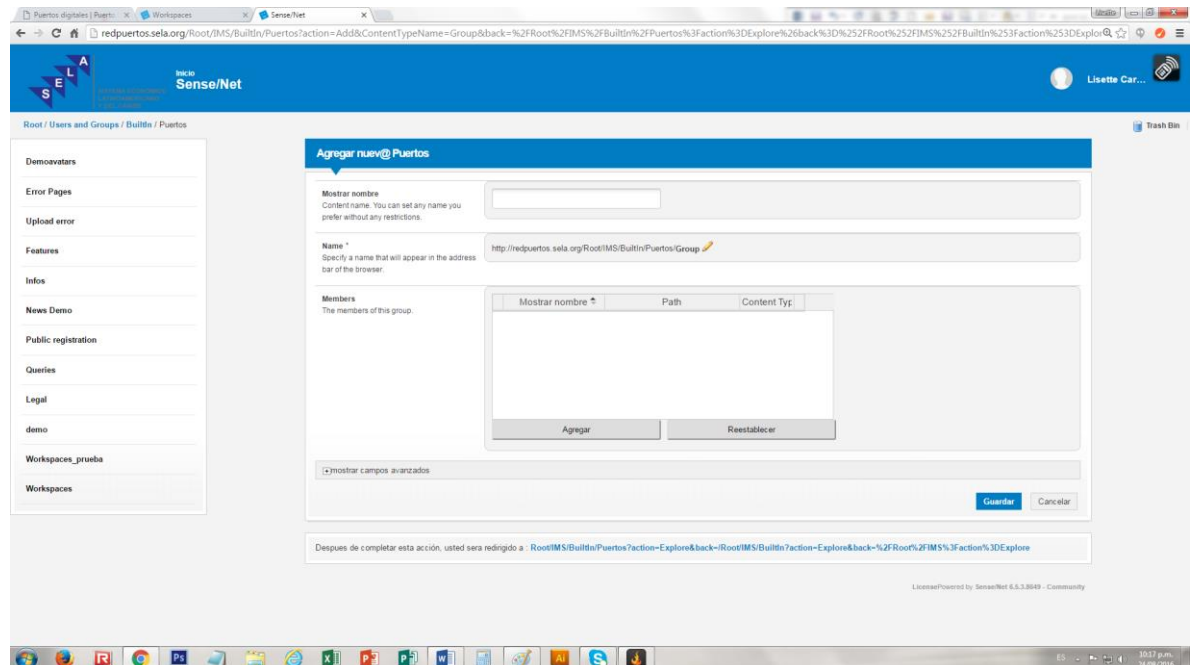 Puertos digitales | Puerto
Workspaces
Sense/Net
redpuertos.sela.org/Root/IMS/BuiltIn/Puertos?action=Add&ContentTypeName=Group&back=%2FRoot%2FIMS%2FBuiltIn%2FPuertos%3Faction%3DExplore%26back%3D%252FRoot%252FIMS%252FBuiltIn%253Faction%253DExplor
SELA
Inicio
Sense/Net
Lisette Car...
Root / Users and Groups / BuiltIn / Puertos
Trash Bin
Demoavatars
Error Pages
Upload error
Features
Infos
News Demo
Public registration
Queries
Legal
demo
Workspaces_prueba
Workspaces
Agregar nuev@ Puertos
Mostrar nombre
Content name. You can set any name you
prefer without any restrictions.
Name *
Specify a name that will appear in the address
bar of the browser.
http://redpuertos.sela.org/Root/IMS/BuiltIn/Puertos/Group
Members
The members of this group.
Mostrar nombre Path Content Typ
Agregar Reestablecer
mostrar campos avanzados
Guardar Cancelar
Despues de completar esta acción, usted sera redirigido a : Root/IMS/BuiltIn/Puertos?action=Explore&back=/Root/IMS/BuiltIn?action=Explore&back=%2FRoot%2FIMS%3Faction%3DExplore
LicensePowered by Sense/Net 6.5.3.8649 - Community
ES
10:17 p.m.